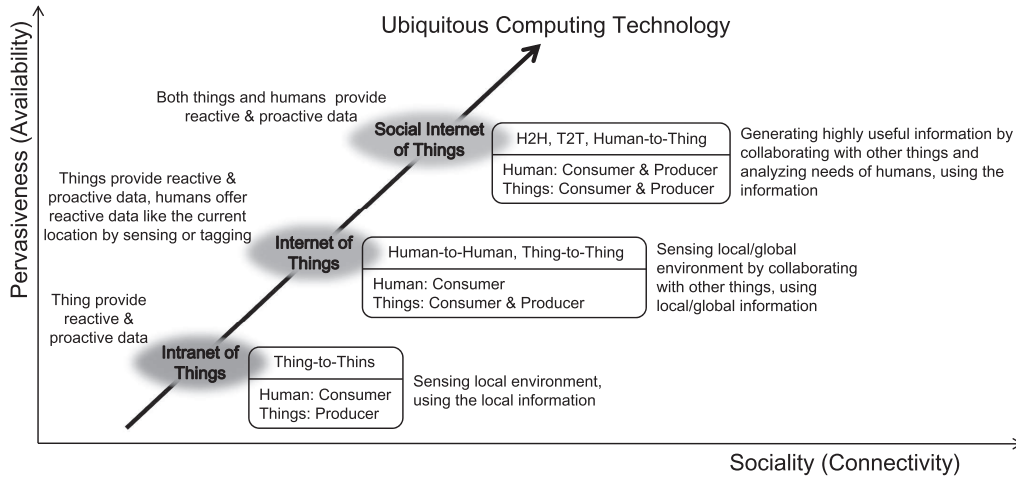 Ubiquitous Computing Technology
Pervasiveness (Availability)
Both things and humans provide
reactive & proactive data
Social Internet
of Things
H2H, T2T, Human-to-Thing
Human: Consumer & Producer
Things: Consumer & Producer
Generating highly useful information by
collaborating with other things and
analyzing needs of humans, using the
information
Things provide reactive &
proactive data, humans offer
reactive data like the current
location by sensing or tagging
Internet of
Things
Human-to-Human, Thing-to-Thing
Human: Consumer
Things: Consumer & Producer
Sensing local/global
environment by collaborating
with other things, using
local/global information
Thing provide
reactive &
proactive data
Intranet of
Things
Thing-to-Thins
Human: Consumer
Things: Producer
Sensing local environment,
using the local information
Sociality (Connectivity)